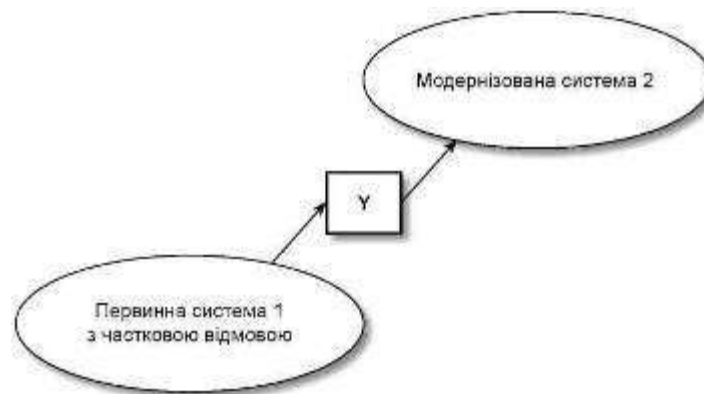 Модернізована система 2
Y
Первинна система 1
з частковою відмовою